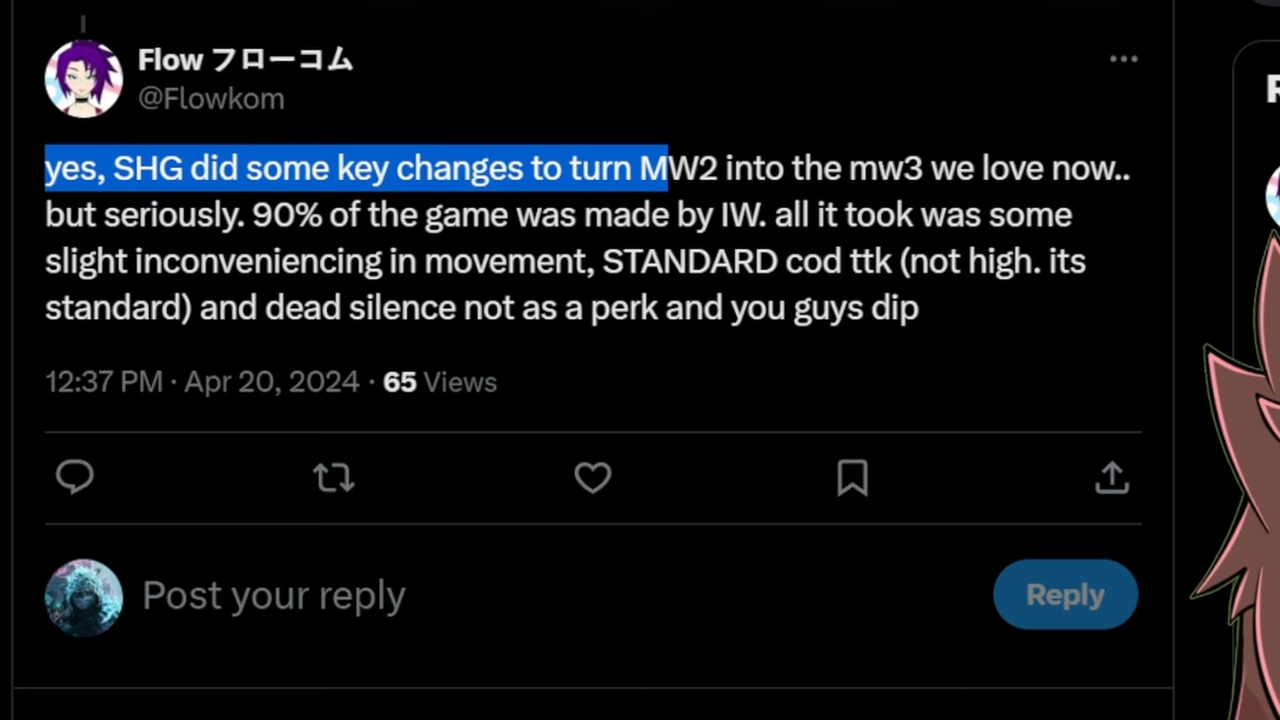 Flow フローコム
@Flowkom
yes, SHG did some key changes to turn MW2 into the mw3 we love now..
but seriously. 90% of the game was made by IW. all it took was some
slight inconveniencing in movement, STANDARD cod ttk (not high. its
standard) and dead silence not as a perk and you guys dip
12:37 PM · Apr 20, 2024 · 65 Views
Post your reply
Reply